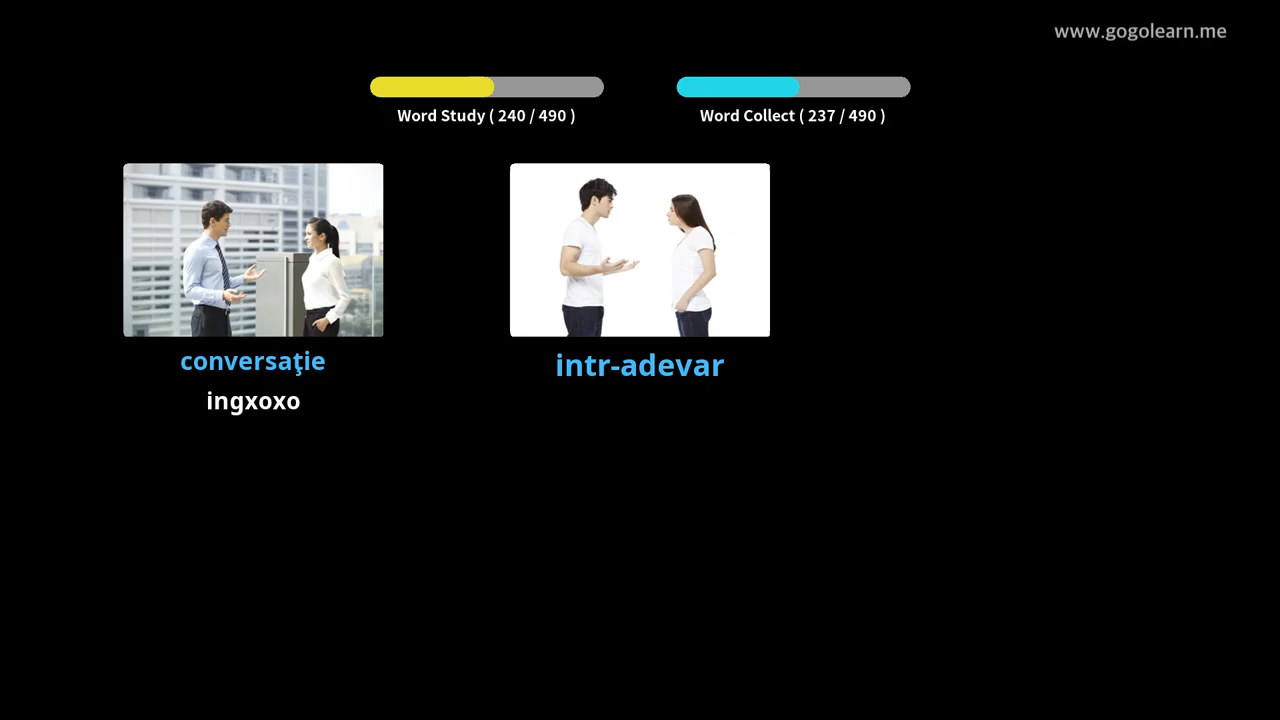 www.gogolearn.me
Word Study ( 240 / 490 )
Word Collect ( 237 / 490 )
conversaţie
ingxoxo
intr-adevar